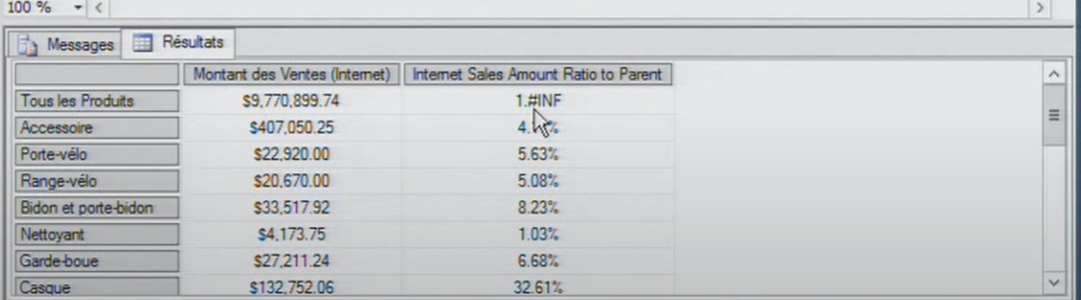 100 %
Messages Résultats
Montant des Ventes (Internet) Internet Sales Amount Ratio to Parent
Tous les Produits $9,770,899.74 1.#INF
Accessoire $407,050.25
Porte-vélo $22,920.00 5.63%
Range-vélo $20,670.00 5.08%
Bidon et porte-bidon $33,517.92 8.23%
Nettoyant $4,173.75 1.03%
Garde-boue $27,211.24 6.68%
Casque $132,752.06 32.61%